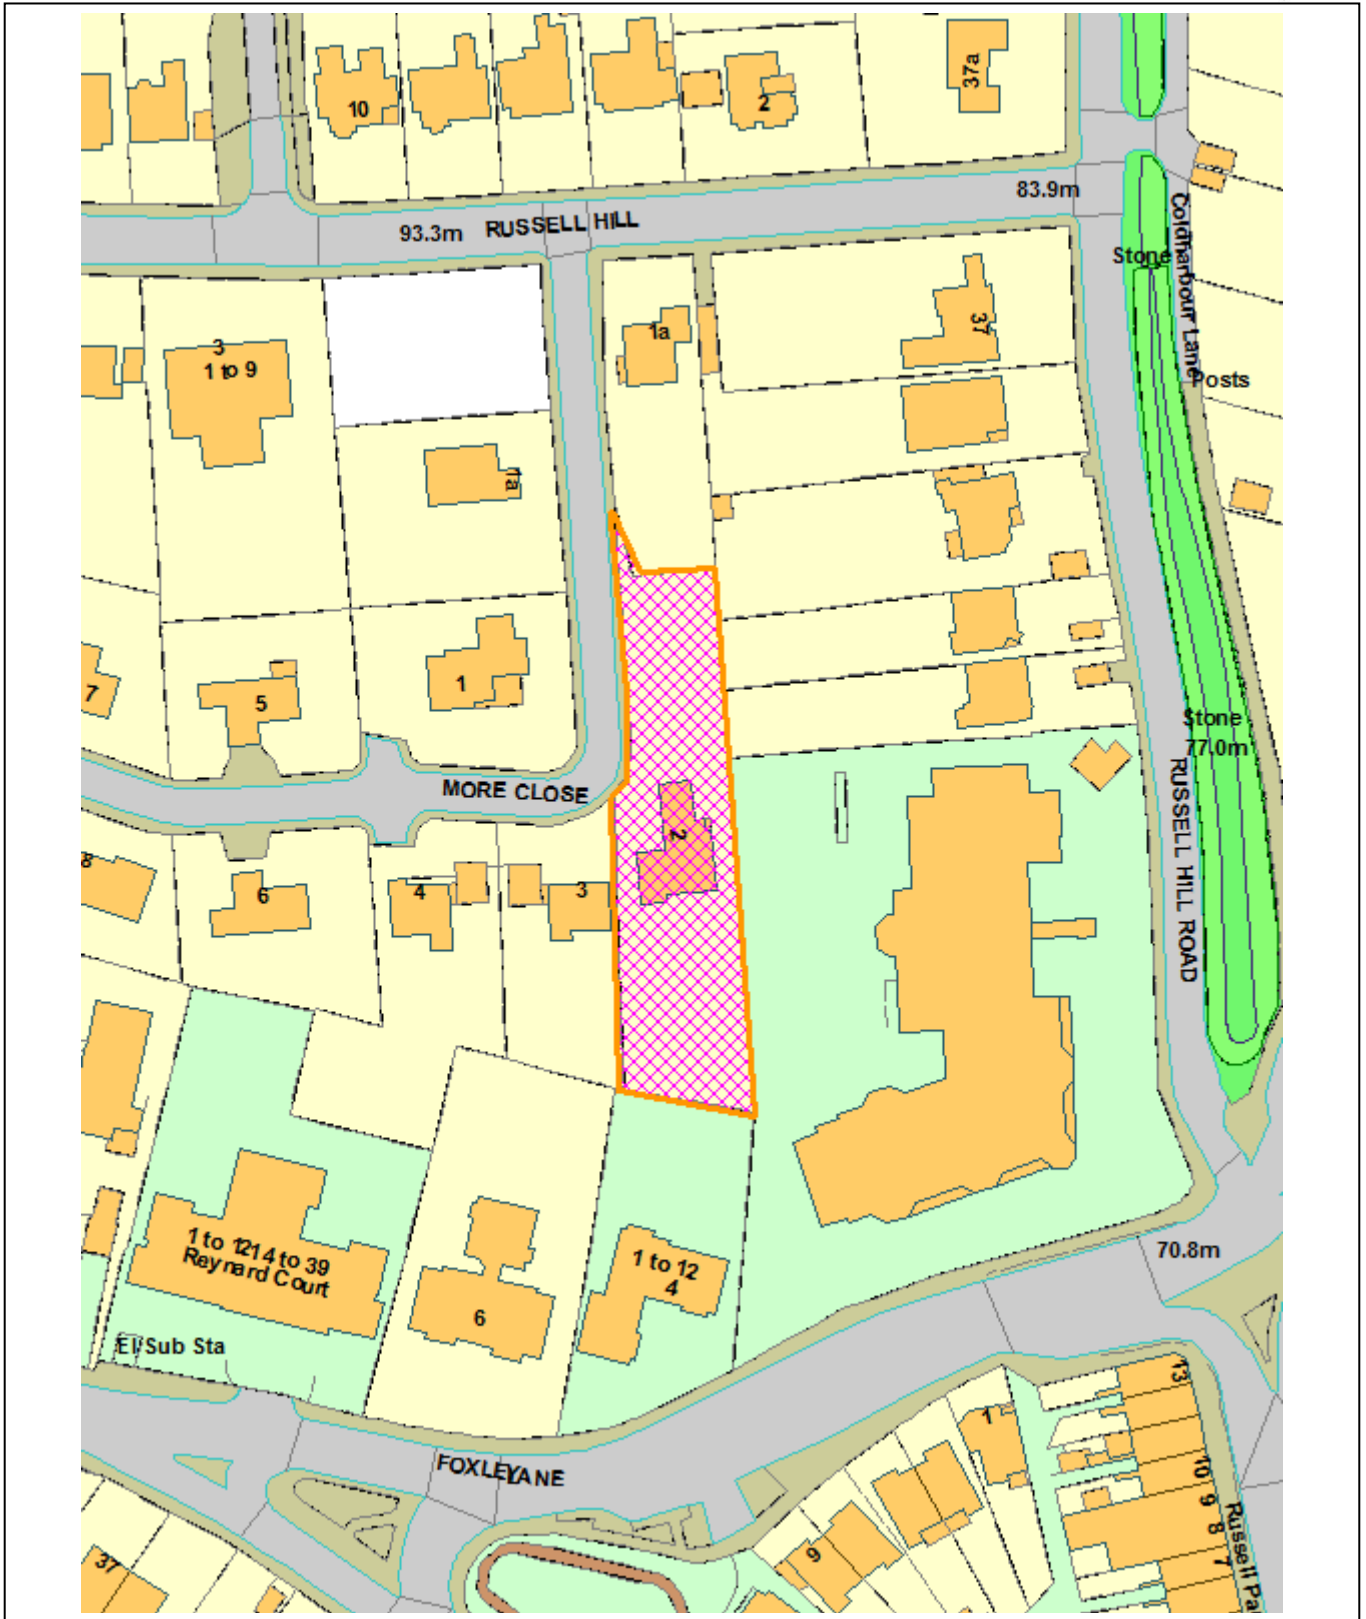 10
2
37a
83.9m
93.3m
RUSSELL HILL
Coldharbour Lane
Stone
37
1a
3
1 to 9
Posts
1a
7
5
1
Stone
77.0m
MORE CLOSE
RUSSELL HILL ROAD
2
8
6
4
3
70.8m
1 to 12
4
1 to 12 14 to 39
Reynard Court
6
El Sub Sta
FOXLEY LANE
13
1
10
9
8
7
9
37
Russell Pa